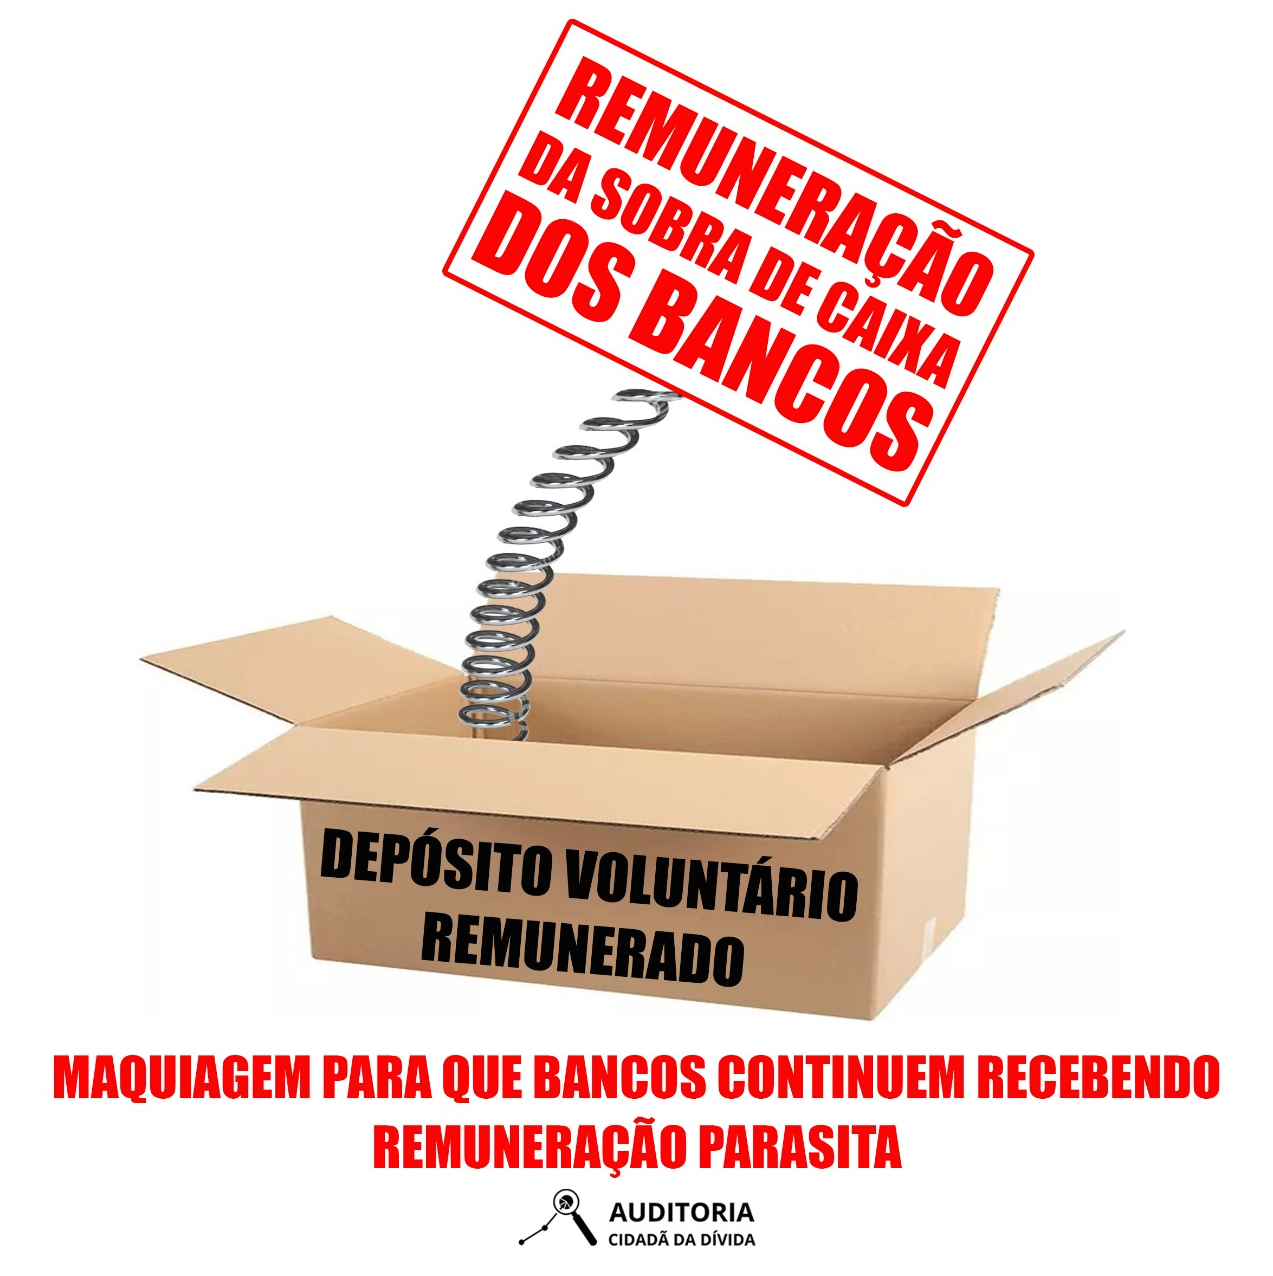 REMUNERAÇÃO
DA SOBRA DE CAIXA
DOS BANCOS
DEPÓSITO VOLUNTÁRIO
REMUNERADO
MAQUIAGEM PARA QUE BANCOS CONTINUEM RECEBENDO
REMUNERAÇÃO PARASITA
AUDITORIA
CIDADÃ DA DÍVIDA